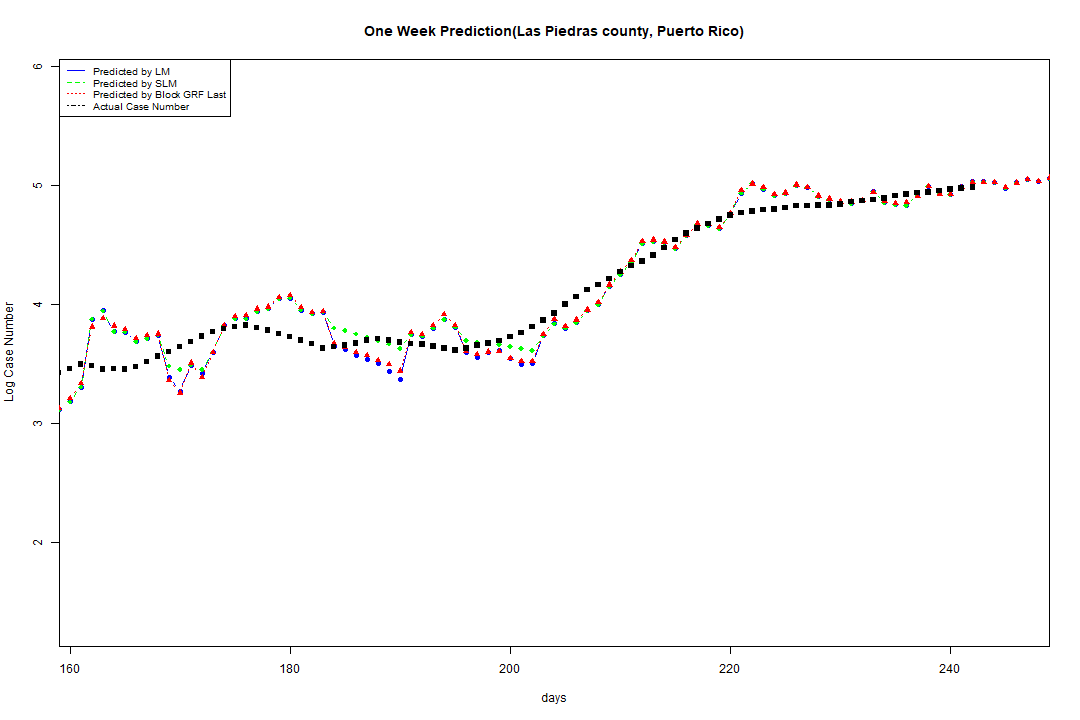 One Week Prediction(Las Piedras county, Puerto Rico)
Predicted by LM
Predicted by SLM
Predicted by Block GRF Last
Actual Case Number
6
5
4
3
2
Log Case Number
160 180 200 220 240
days